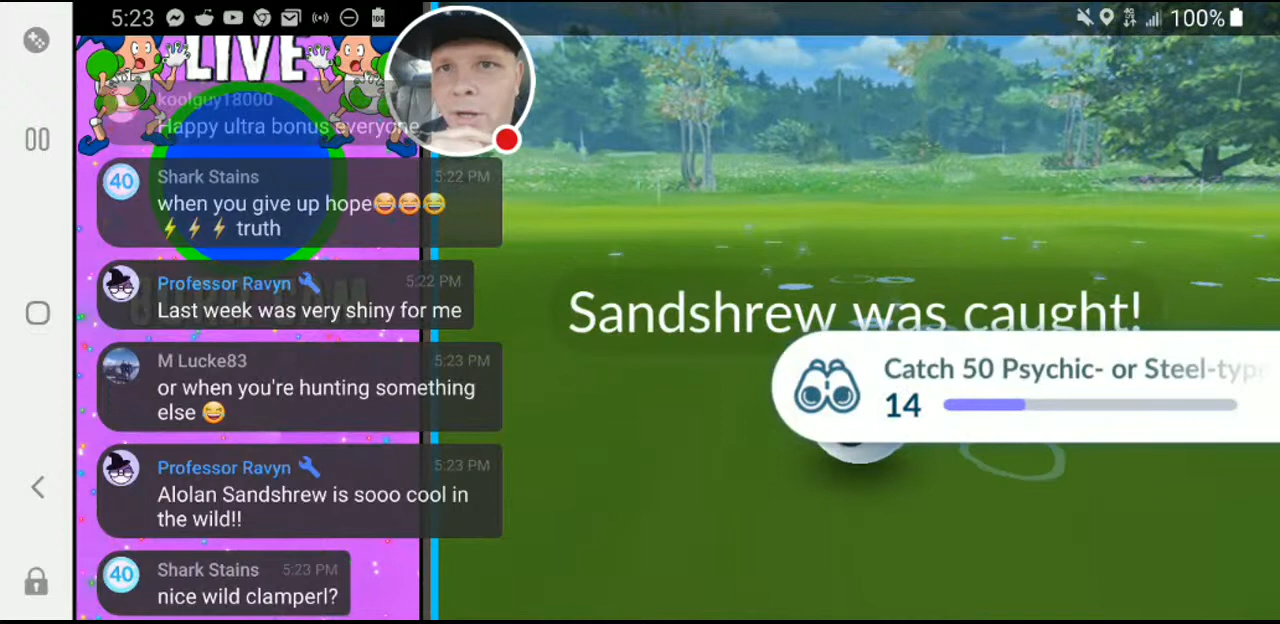 5:23
100
100%
LIVE
koolguy18000
Happy ultra bonus everyone
40
Shark Stains 5:22 PM
when you give up hope😂😂😂
⚡⚡⚡ truth
Professor Ravyn 🔧 5:22 PM
Last week was very shiny for me
M Lucke83 5:23 PM
or when you're hunting something
else 😅
Professor Ravyn 🔧 5:23 PM
Alolan Sandshrew is sooo cool in
the wild!!
40
Shark Stains 5:23 PM
nice wild clamperl?
Sandshrew was caught!
Catch 50 Psychic- or Steel-type
14